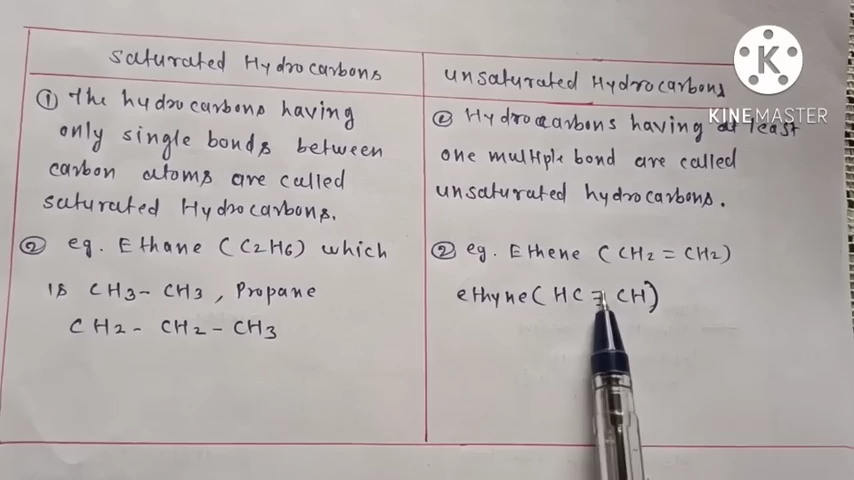 Saturated Hydrocarbons
① The hydrocarbons having
only single bonds between
carbon atoms are called
saturated Hydrocarbons.
② eg. Ethane (C2H6) which
is CH3 - CH3, Propane
CH2 - CH2 - CH3
unsaturated Hydrocarbons
① Hydrocarbons having at least
one multiple bond are called
unsaturated hydrocarbons.
② eg. Ethene (CH2 = CH2)
ethyne (HC ≡ CH)
K
KINEMASTER